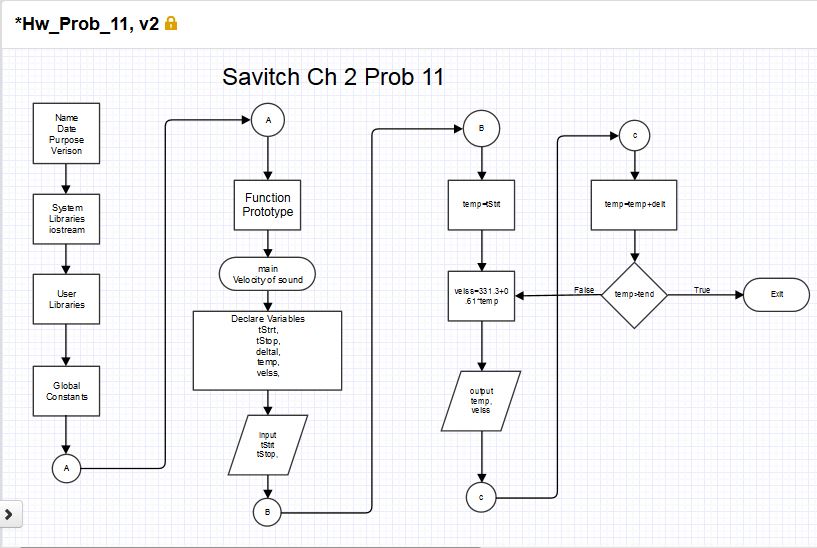 *Hw_Prob_11, v2
Savitch Ch 2 Prob 11
Name
Date
Purpose
Verison
System
Libraries
iostream
User
Libraries
Global
Constants
A
A
Function
Prototype
main
Velocity of sound
Declare Variables
tStrt,
tStop,
deltal,
temp,
velss,
Input
tStrt
tStop,
B
B
temp=tStrt
velss=331.3+0
.61*temp
output
temp,
velss
c
c
temp=temp+delt
temp>tend
False
True
Exit